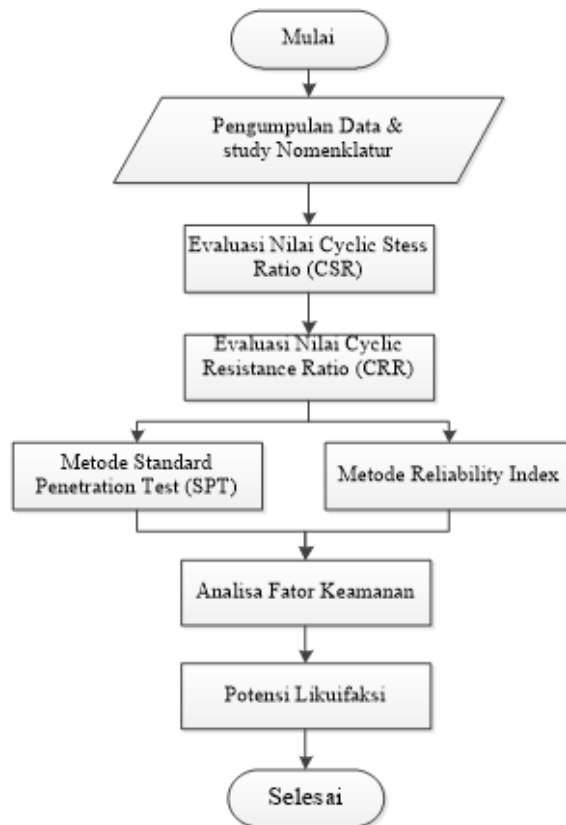 Mulai
Pengumpulan Data &
study Nomenklatur
Evaluasi Nilai Cyclic Stess
Ratio (CSR)
Evaluasi Nilai Cyclic
Resistance Ratio (CRR)
Metode Standard
Penetration Test (SPT)
Metode Reliability Index
Analisa Fator Keamanan
Potensi Likuifaksi
Selesai